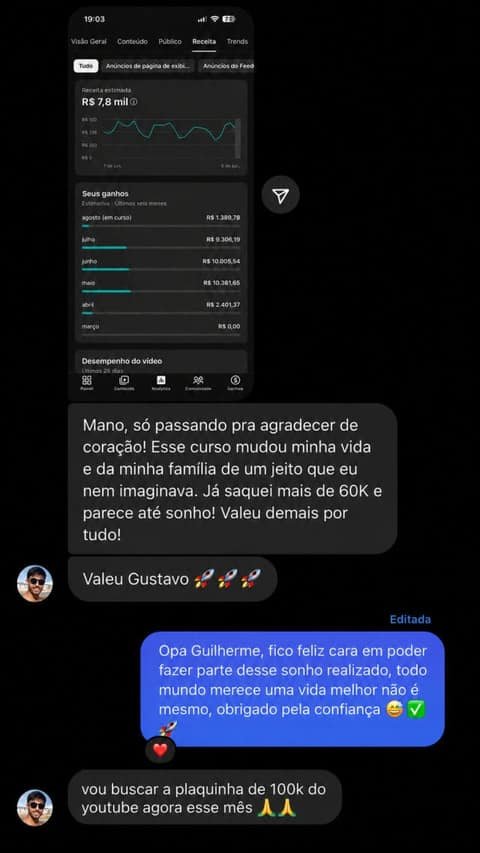 19:03
Visão Geral Conteúdo Público Receita Trends
Tudo Anúncios de página de exibi... Anúncios do Feed
Receita estimada
R$ 7,8 mil
Seus ganhos
Estimativa · Últimos seis meses
agosto (em curso) R$ 1.389,78
julho R$ 9.306,19
junho R$ 10.005,54
maio R$ 10.381,65
abril R$ 2.401,37
março R$ 0,00
Desempenho do vídeo
Últimos 28 dias
Painel Conteúdo Analytics Comunidade Ganhos
Mano, só passando pra agradecer de
coração! Esse curso mudou minha vida
e da minha família de um jeito que eu
nem imaginava. Já saquei mais de 60K e
parece até sonho! Valeu demais por
tudo!
Valeu Gustavo 🚀🚀🚀
Editada
Opa Guilherme, fico feliz cara em poder
fazer parte desse sonho realizado, todo
mundo merece uma vida melhor não é
mesmo, obrigado pela confiança 😅 ✅
🚀
❤️
vou buscar a plaquinha de 100k do
youtube agora esse mês 🙏🙏